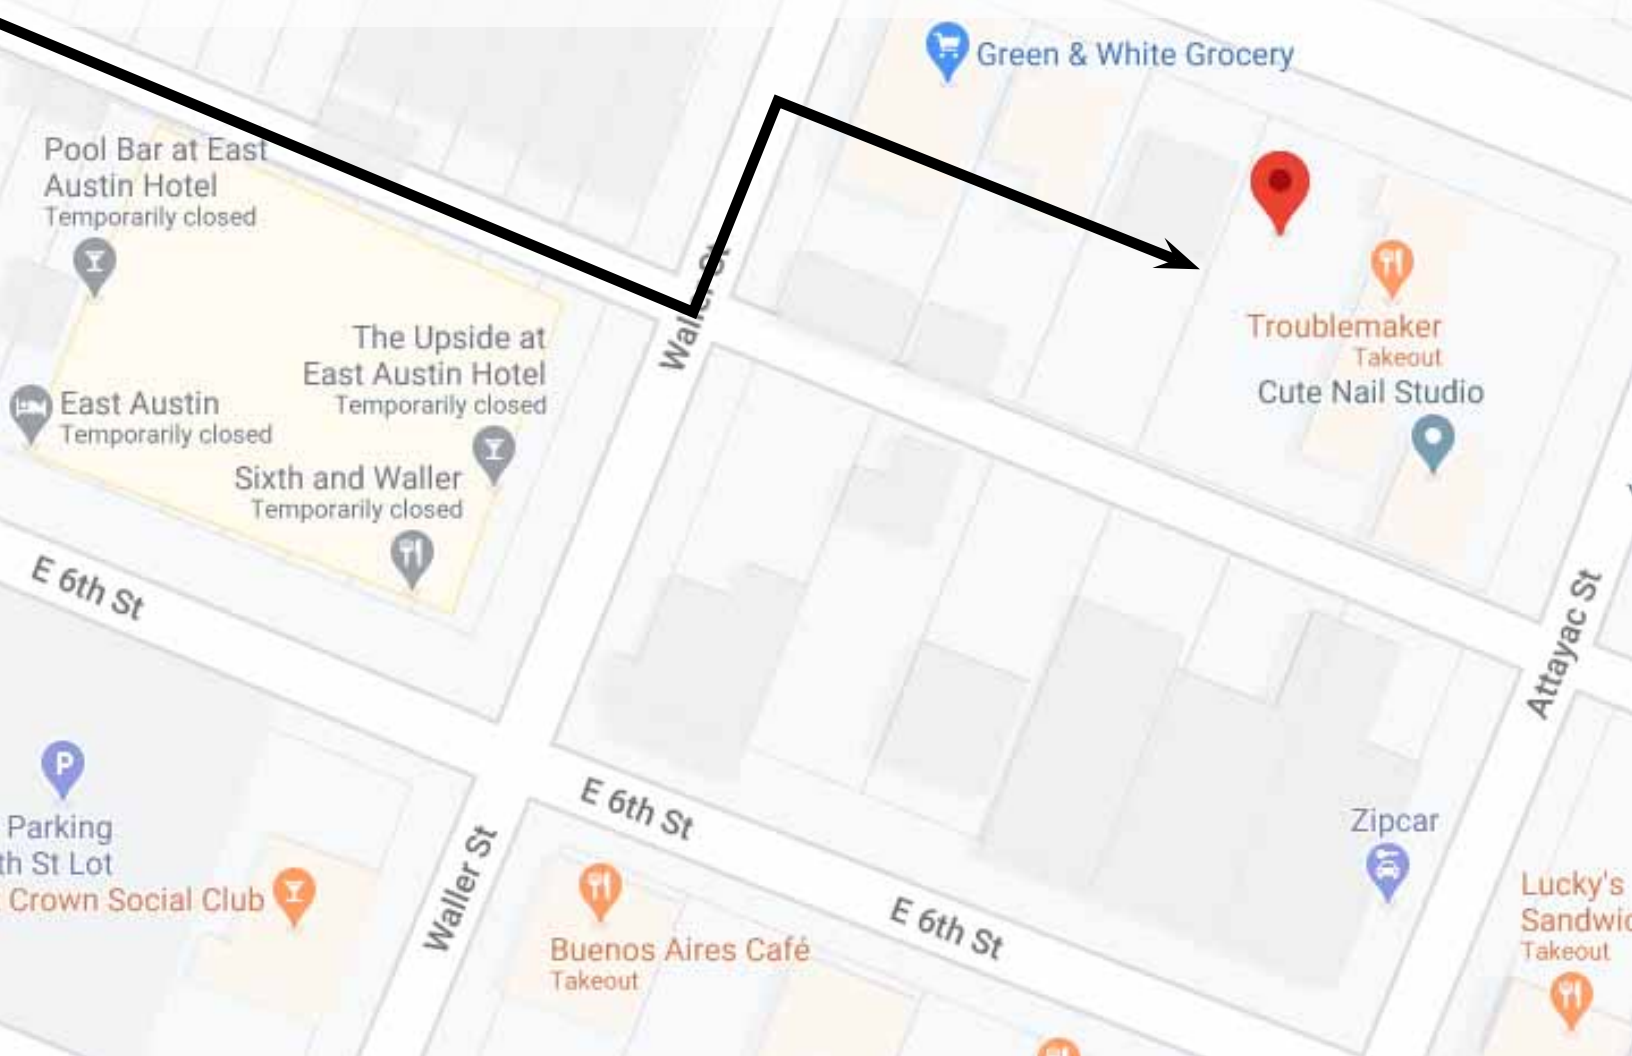 Green & White Grocery
Pool Bar at East
Austin Hotel
Temporarily closed
Waller St
The Upside at
East Austin Hotel
Temporarily closed
Troublemaker
Takeout
Cute Nail Studio
East Austin
Temporarily closed
Sixth and Waller
Temporarily closed
E 6th St
Attayac St
P
Parking
th St Lot
Crown Social Club
E 6th St
Zipcar
Waller St
E 6th St
Buenos Aires Café
Takeout
Lucky's
Sandwic
Takeout